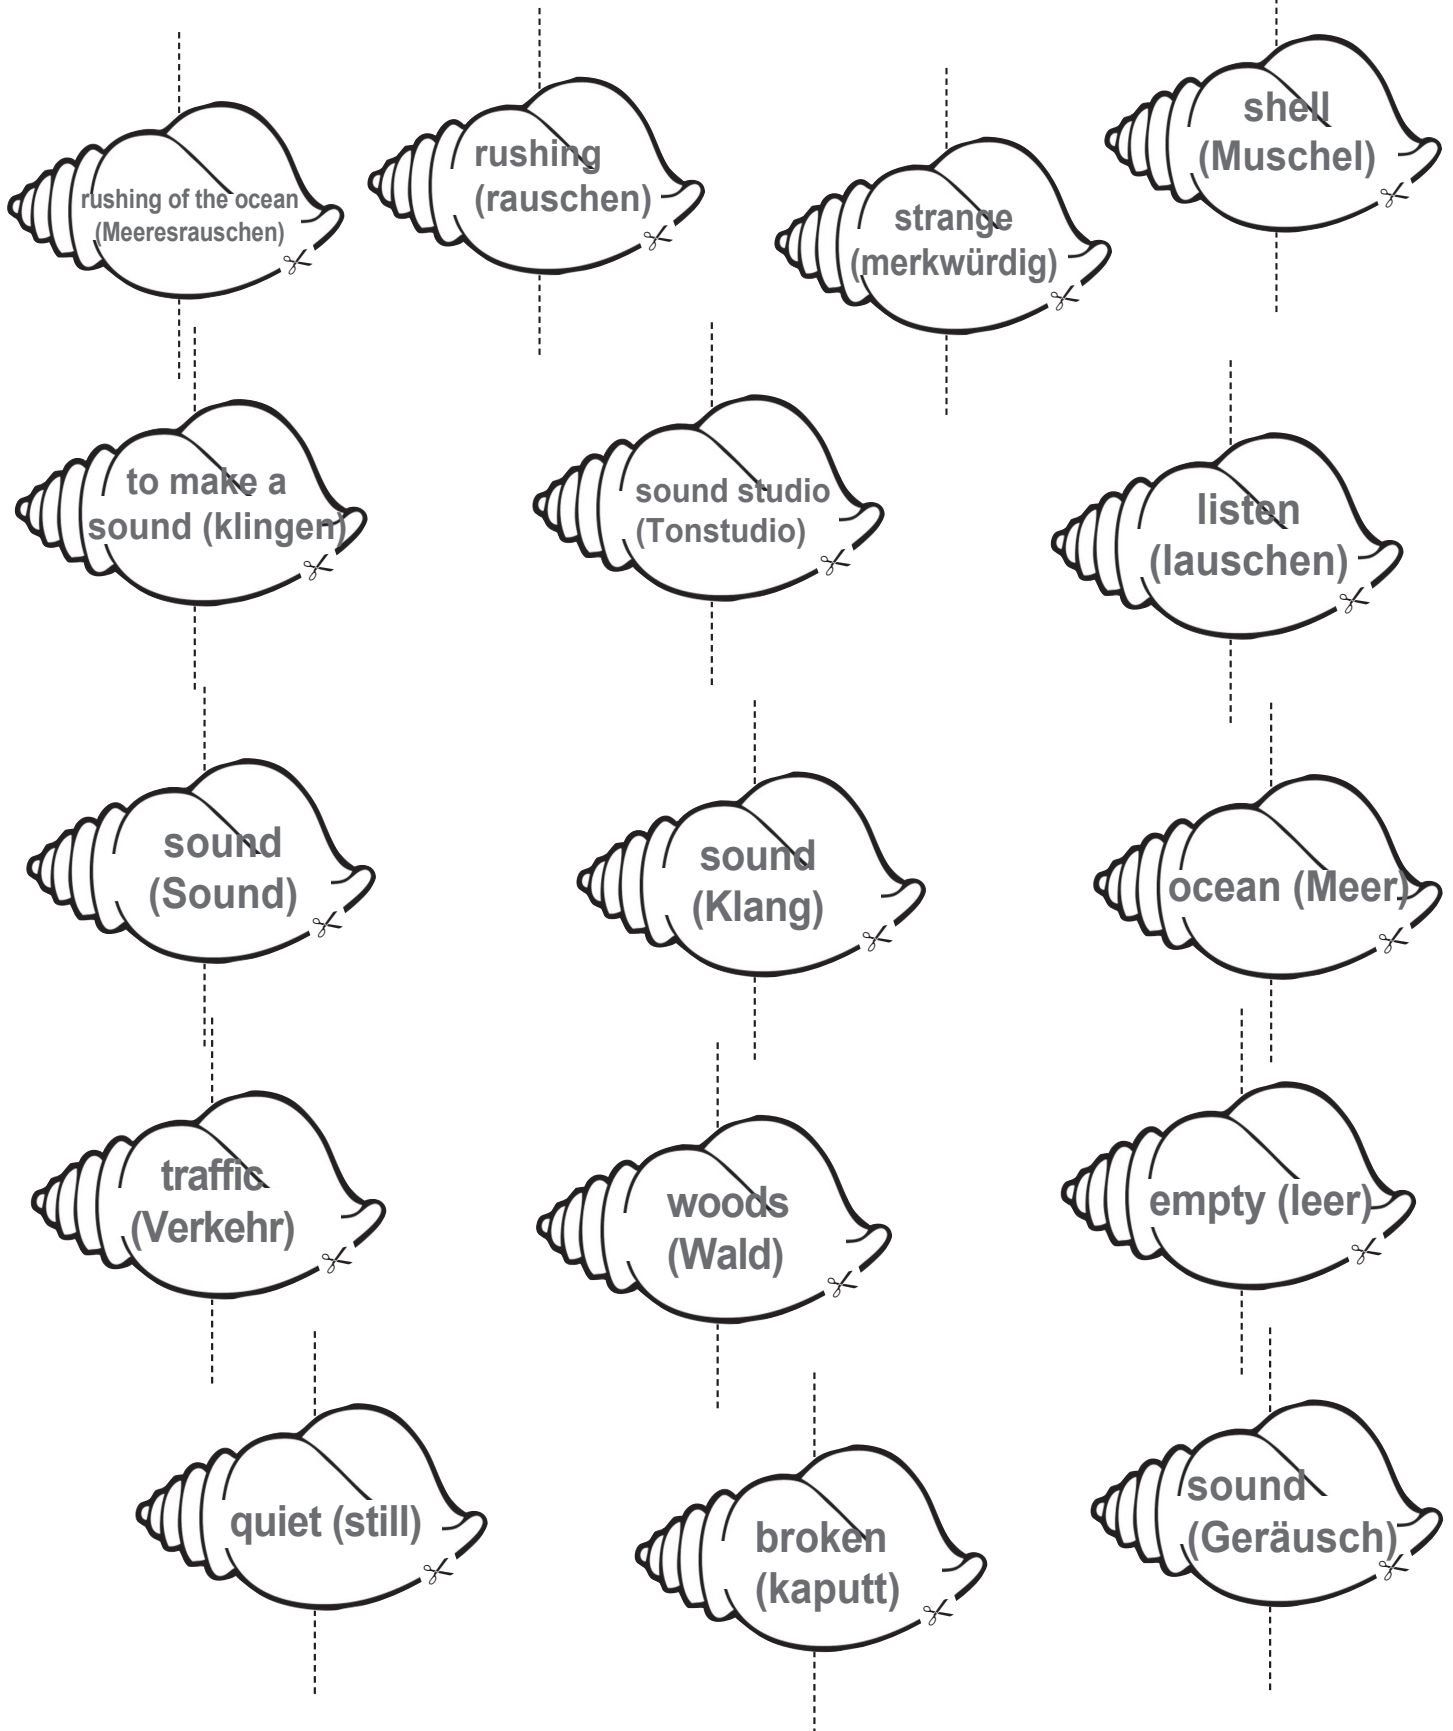 rushing of the ocean
(Meeresrauschen)
rushing
(rauschen)
strange
(merkwürdig)
shell
(Muschel)
to make a
sound (klingen)
sound studio
(Tonstudio)
listen
(lauschen)
sound
(Sound)
sound
(Klang)
ocean (Meer)
traffic
(Verkehr)
woods
(Wald)
empty (leer)
quiet (still)
broken
(kaputt)
sound
(Geräusch)